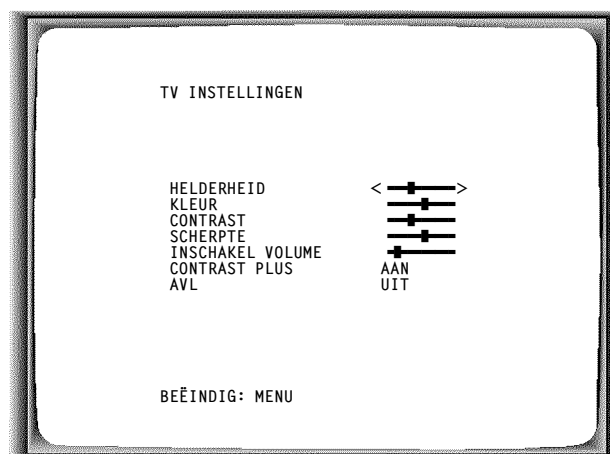 TV INSTELLINGEN
HELDERHEID < >
KLEUR
CONTRAST
SCHERPTE
INSCHAKEL VOLUME
CONTRAST PLUS AAN
AVL UIT
BEËINDIG: MENU